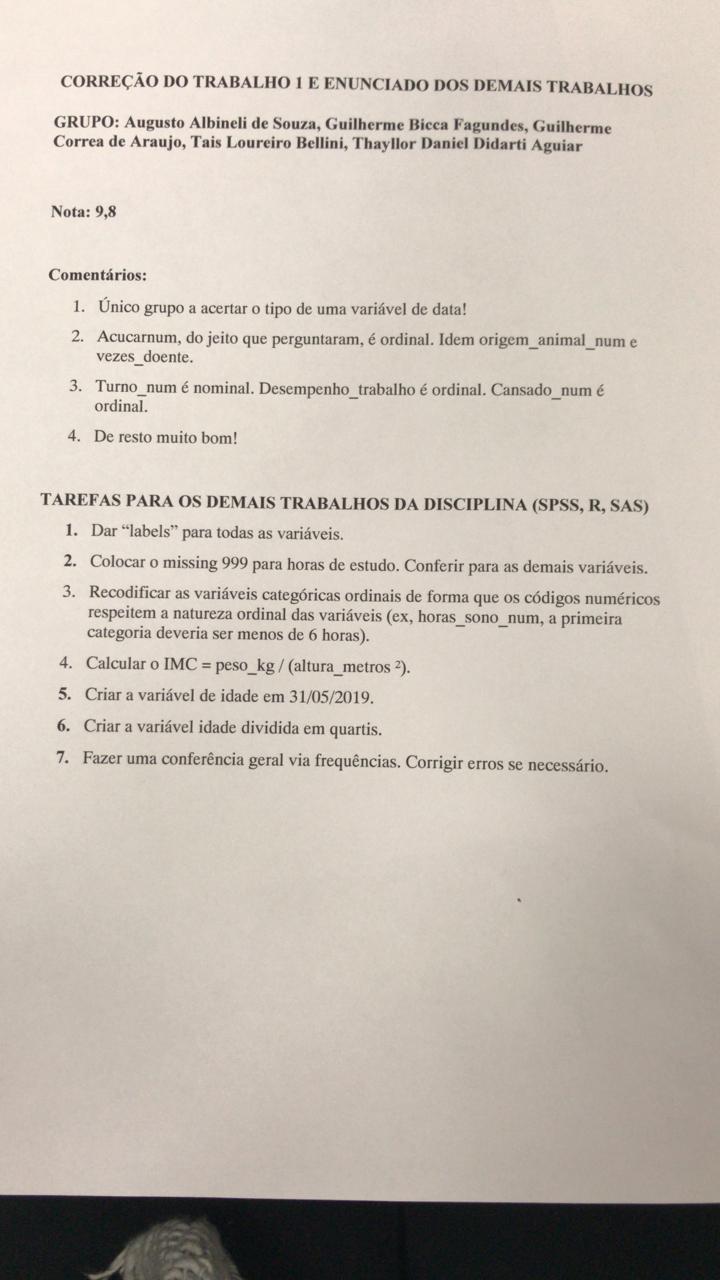 CORREÇÃO DO TRABALHO 1 E ENUNCIADO DOS DEMAIS TRABALHOS
GRUPO: Augusto Albineli de Souza, Guilherme Bicca Fagundes, Guilherme
Correa de Araujo, Tais Loureiro Bellini, Thayllor Daniel Didarti Aguiar
Nota: 9,8
Comentários:
1. Único grupo a acertar o tipo de uma variável de data!
2. Acucarnum, do jeito que perguntaram, é ordinal. Idem origem_animal_num e
vezes_doente.
3. Turno_num é nominal. Desempenho_trabalho é ordinal. Cansado_num é
ordinal.
4. De resto muito bom!
TAREFAS PARA OS DEMAIS TRABALHOS DA DISCIPLINA (SPSS, R, SAS)
1. Dar “labels” para todas as variáveis.
2. Colocar o missing 999 para horas de estudo. Conferir para as demais variáveis.
3. Recodificar as variáveis categóricas ordinais de forma que os códigos numéricos
respeitem a natureza ordinal das variáveis (ex, horas_sono_num, a primeira
categoria deveria ser menos de 6 horas).
4. Calcular o IMC = peso_kg / (altura_metros ²).
5. Criar a variável de idade em 31/05/2019.
6. Criar a variável idade dividida em quartis.
7. Fazer uma conferência geral via frequências. Corrigir erros se necessário.